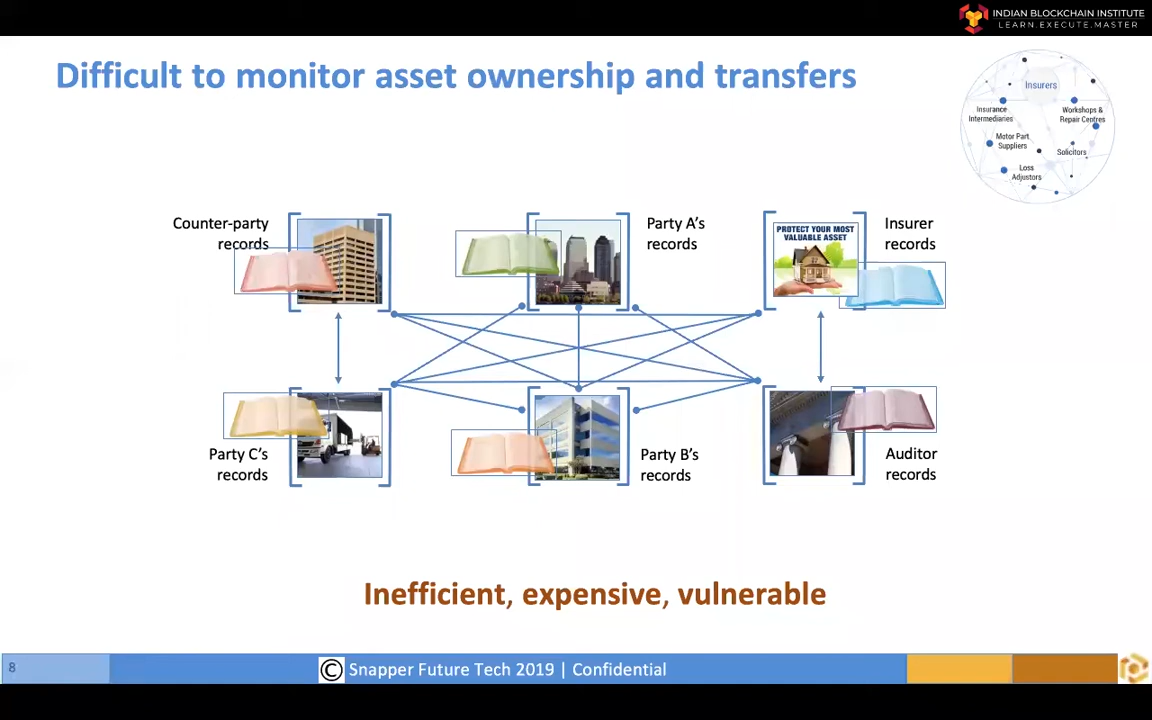 INDIAN BLOCKCHAIN INSTITUTE
LEARN.EXECUTE.MASTER
Difficult to monitor asset ownership and transfers
Insurers
Insurance
Intermediaries
Workshops &
Repair Centres
Motor Part
Suppliers
Solicitors
Loss
Adjustors
Counter-party
records
Party A's
records
PROTECT YOUR MOST
VALUABLE ASSET
Insurer
records
Party C's
records
Party B's
records
Auditor
records
Inefficient, expensive, vulnerable
8
© Snapper Future Tech 2019 | Confidential